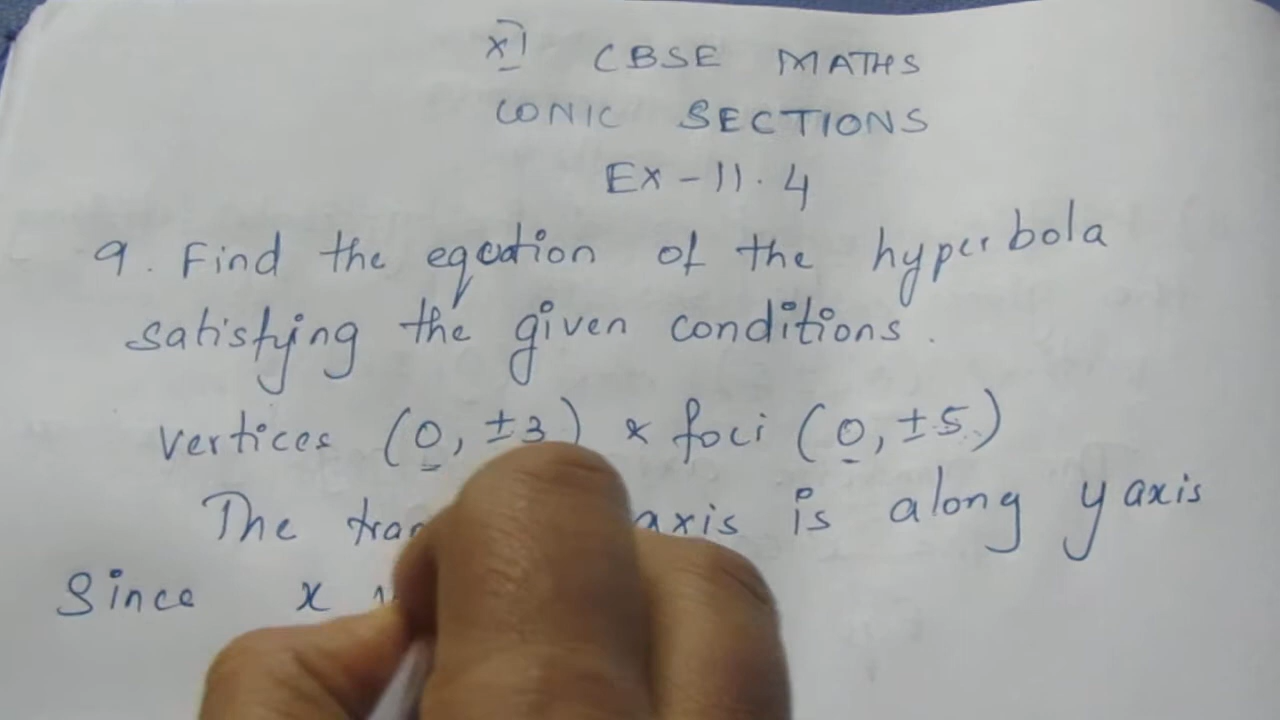 XI CBSE MATHS
CONIC SECTIONS
Ex - 11.4
9. Find the eqation of the hyperbola
satisfying the given conditions.
vertices (0, ±3) & foci (0, ±5)
The axis is along y axis
Since x